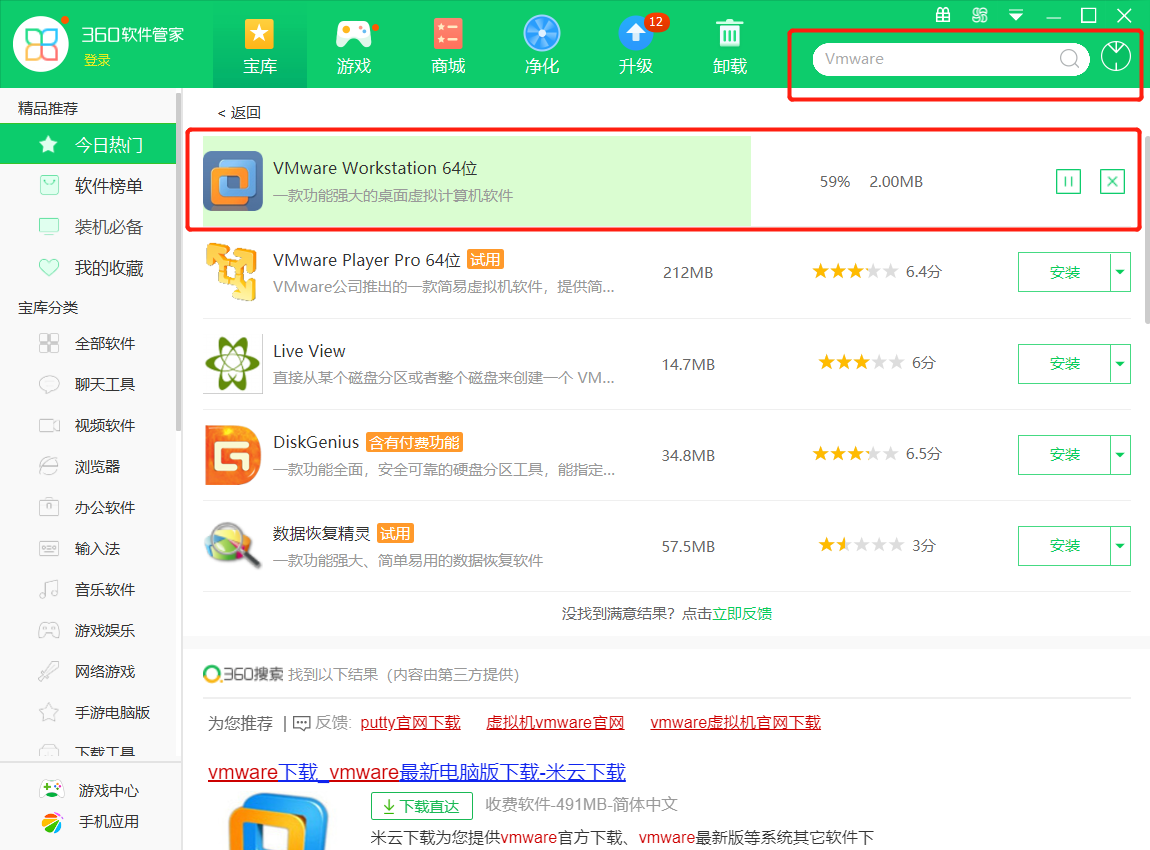 360软件管家
登录
宝库
游戏
商城
净化
12
升级
卸载
Vmware
精品推荐
今日热门
软件榜单
装机必备
我的收藏
宝库分类
全部软件
聊天工具
视频软件
浏览器
办公软件
输入法
音乐软件
游戏娱乐
网络游戏
手游电脑版
下载工具
游戏中心
手机应用
< 返回
VMware Workstation 64位
一款功能强大的桌面虚拟计算机软件
59% 2.00MB
VMware Player Pro 64位 试用
VMware公司推出的一款简易虚拟机软件，提供简...
212MB
6.4分
安装
Live View
直接从某个磁盘分区或者整个磁盘来创建一个 VM...
14.7MB
6分
安装
DiskGenius 含有付费功能
一款功能全面，安全可靠的硬盘分区工具，能指定...
34.8MB
6.5分
安装
数据恢复精灵 试用
一款功能强大、简单易用的数据恢复软件
57.5MB
3分
安装
没找到满意结果？点击立即反馈
360搜索 找到以下结果（内容由第三方提供）
为您推荐 | 反馈: putty官网下载 虚拟机vmware官网 vmware虚拟机官网下载
vmware下载_vmware最新电脑版下载-米云下载
下载直达 收费软件-491MB-简体中文
米云下载为您提供vmware官方下载、vmware最新版等系统其它软件下